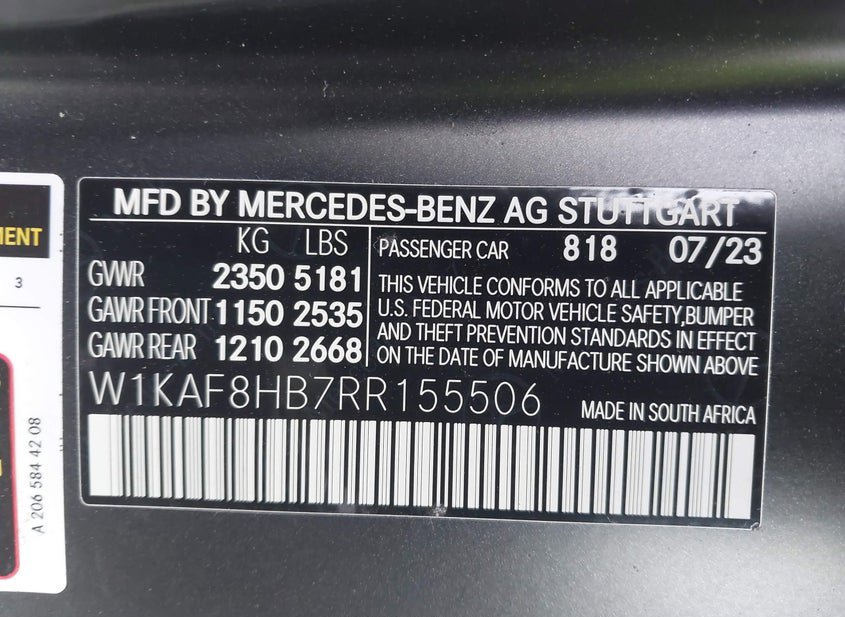 MFD BY MERCEDES-BENZ AG STUTTGART
KG LBS
GWWR 2350 5181
GAWR FRONT 1150 2535
GAWR REAR 1210 2668
PASSENGER CAR 818 07/23
THIS VEHICLE CONFORMS TO ALL APPLICABLE
U.S. FEDERAL MOTOR VEHICLE SAFETY,BUMPER
AND THEFT PREVENTION STANDARDS IN EFFECT
ON THE DATE OF MANUFACTURE SHOWN ABOVE
W1KAF8HB7RR155506
MADE IN SOUTH AFRICA
3
A 206 584 42 08